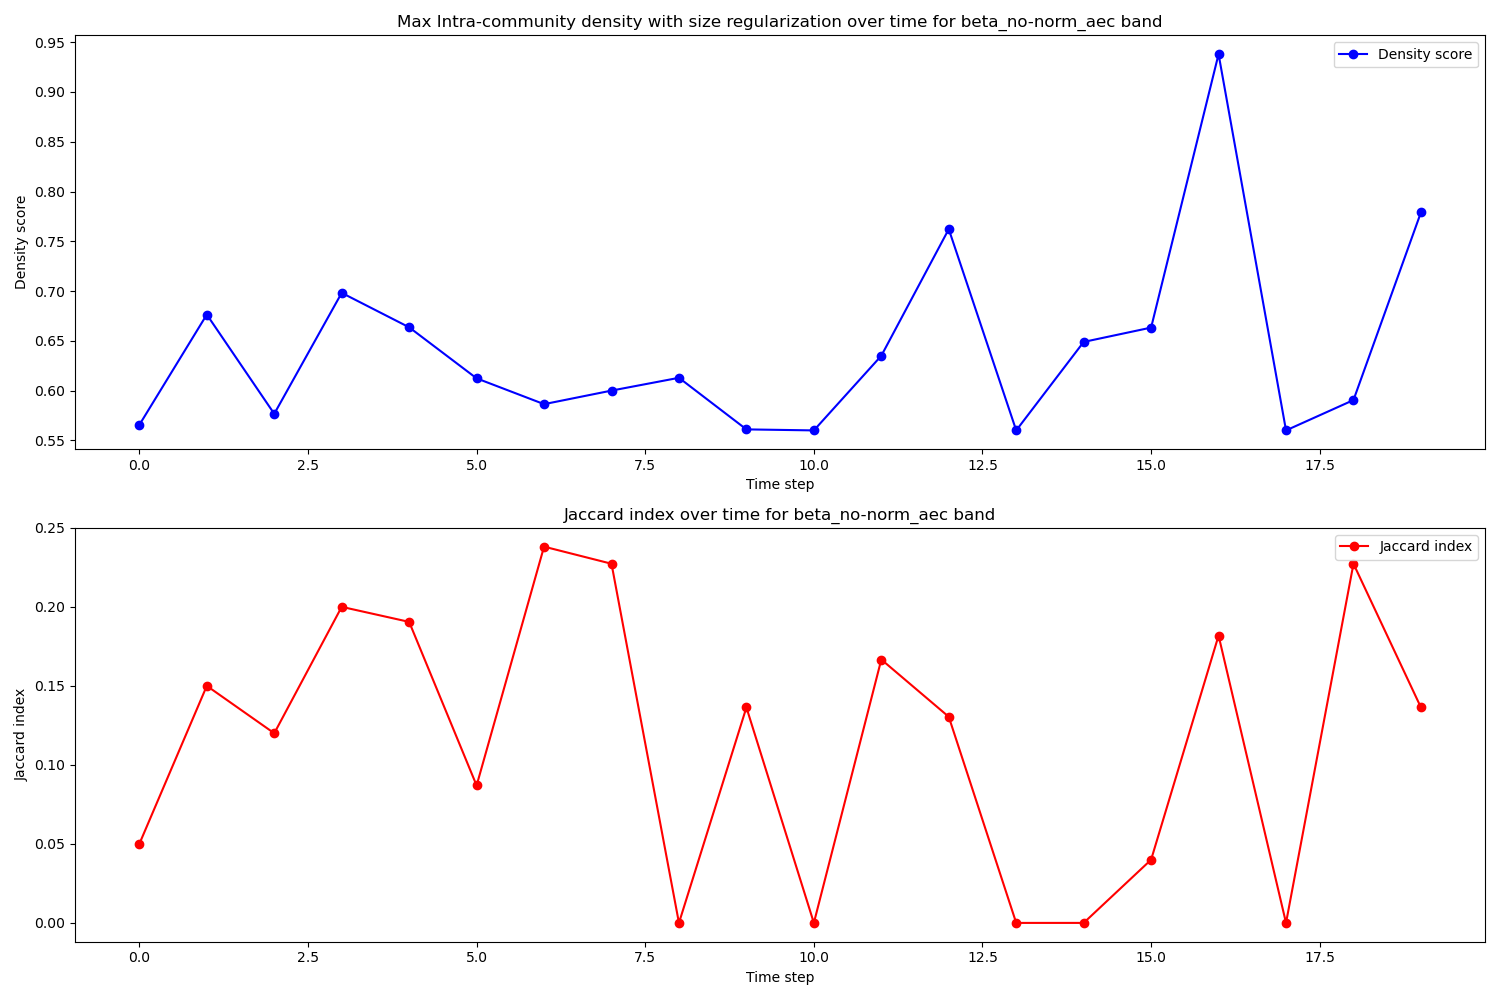 Max Intra-community density with size regularization over time for beta_no-norm_aec band
Density score
0.95
0.90
0.85
0.80
0.75
0.70
0.65
0.60
0.55
Density score
0.0 2.5 5.0 7.5 10.0 12.5 15.0 17.5
Time step
Jaccard index over time for beta_no-norm_aec band
Jaccard index
0.25
0.20
0.15
0.10
0.05
0.00
Jaccard index
0.0 2.5 5.0 7.5 10.0 12.5 15.0 17.5
Time step